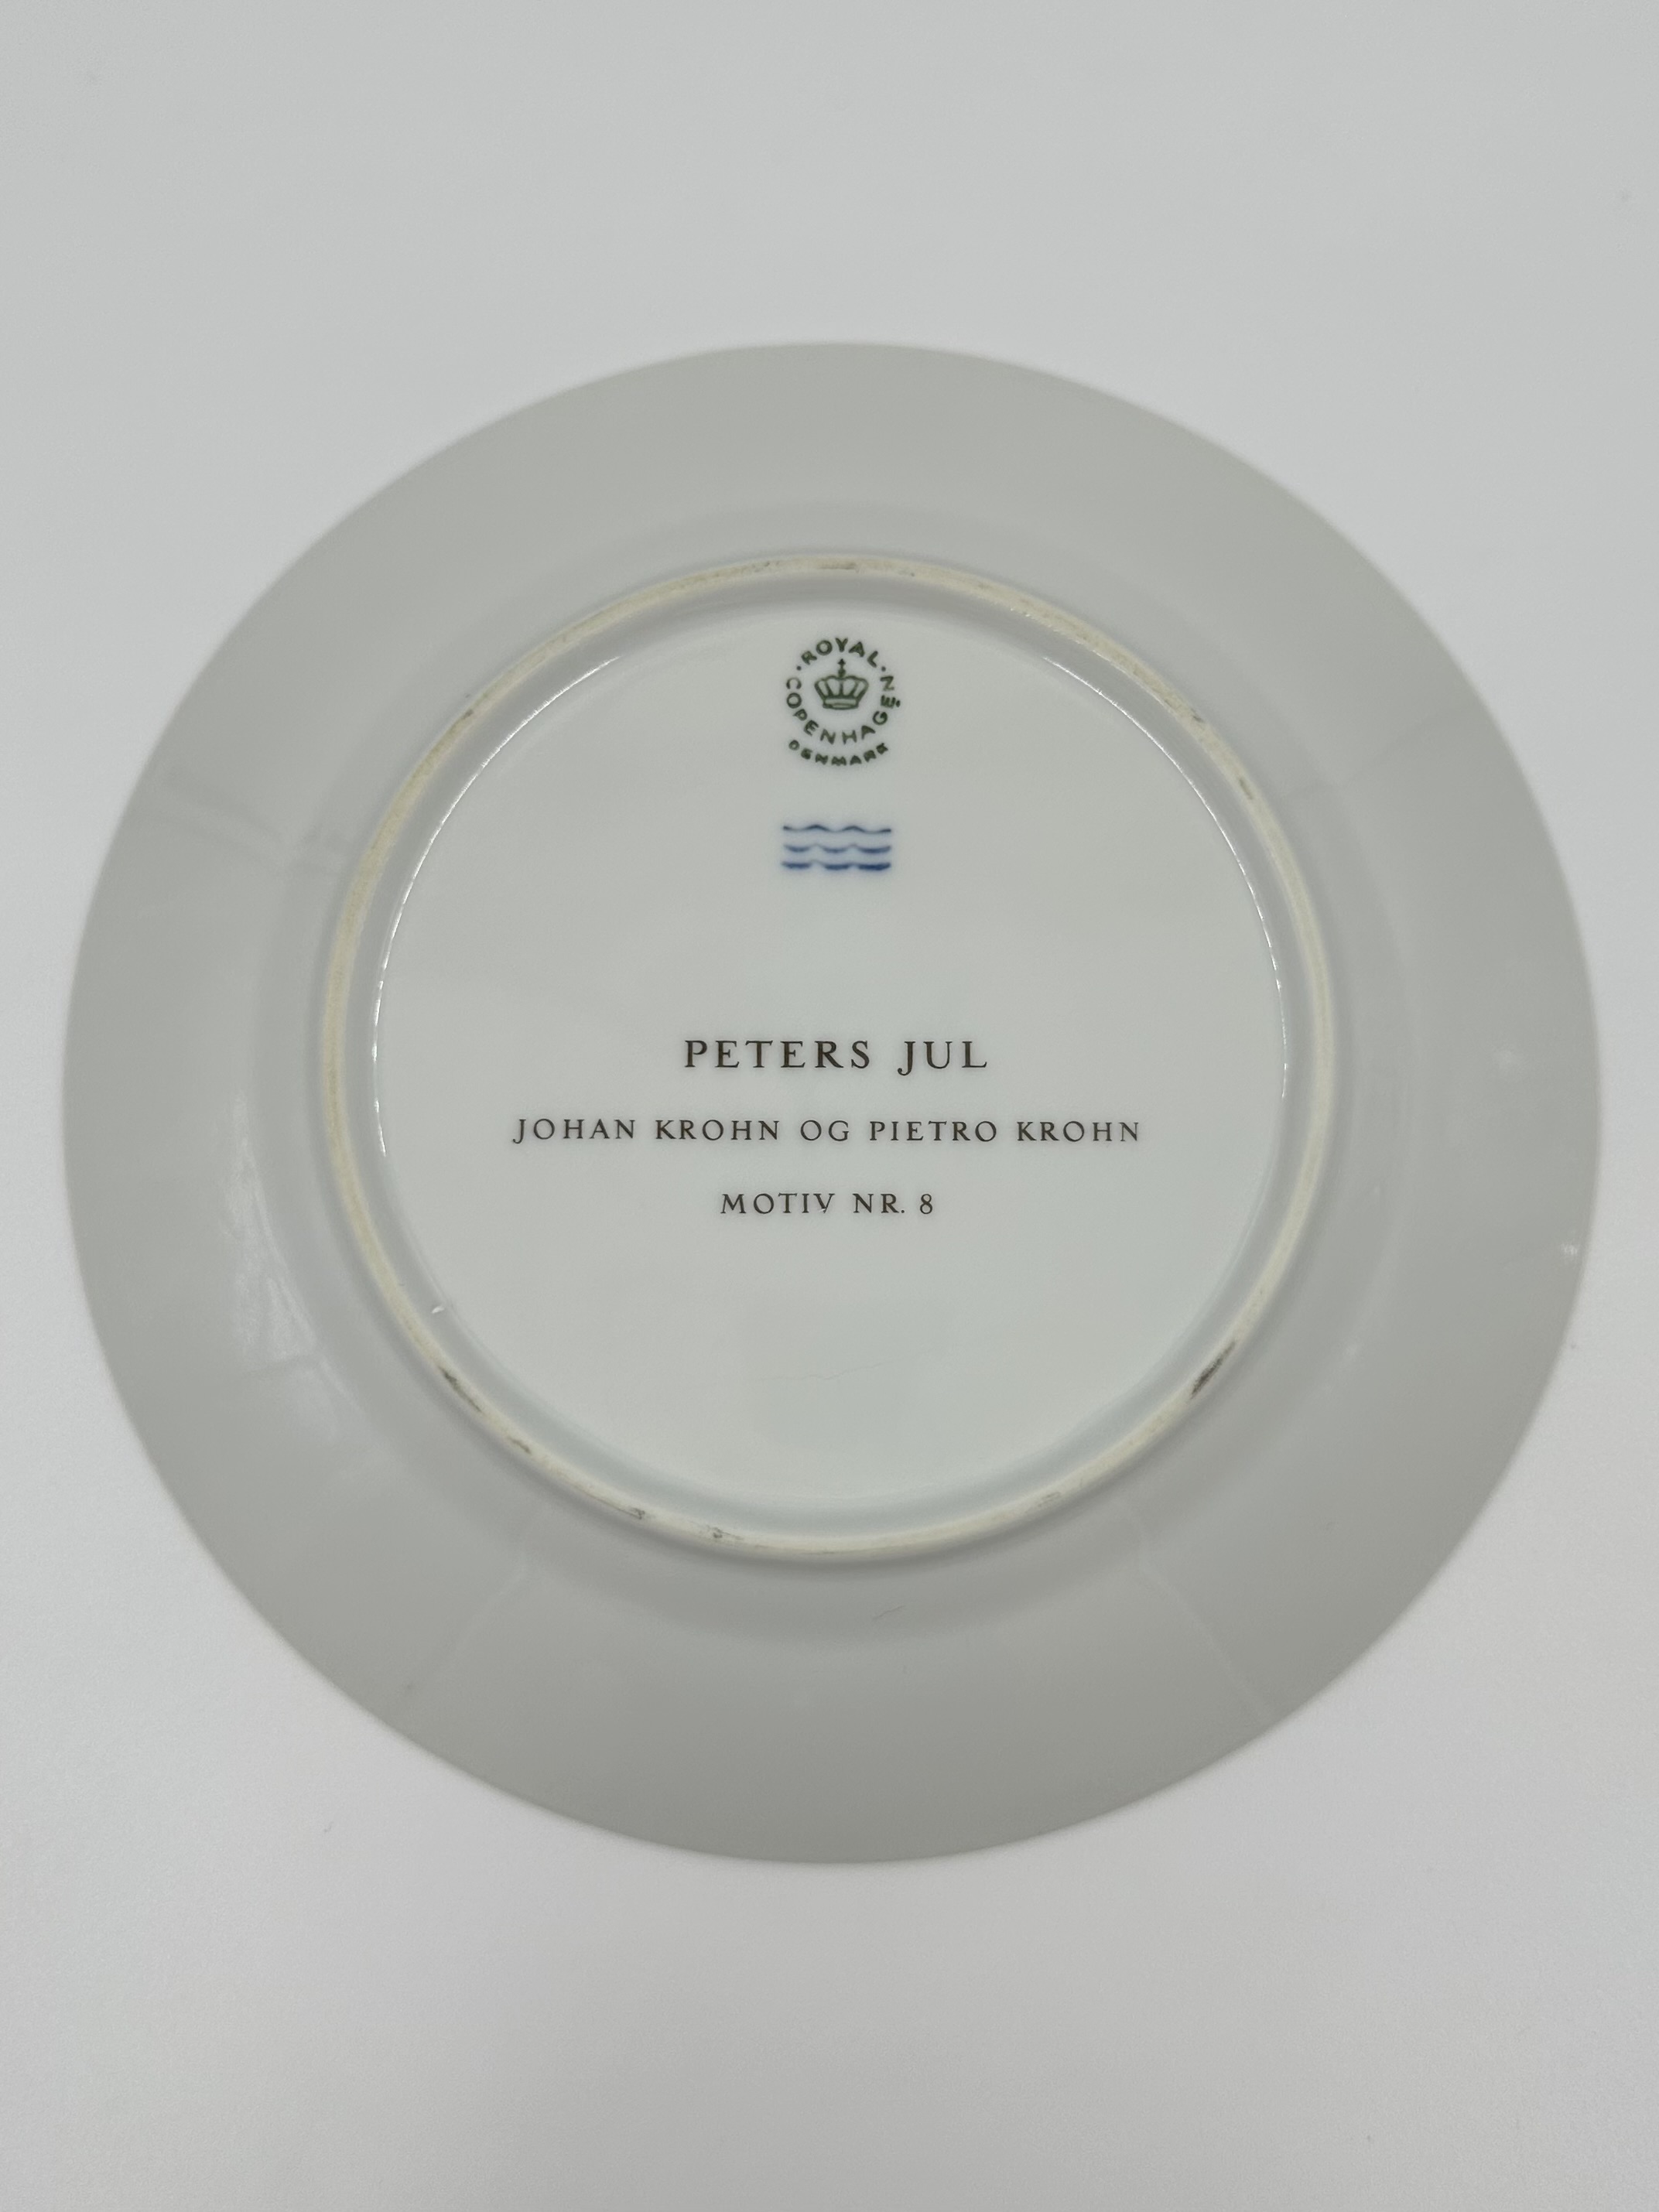 ROYAL
COPENHAGEN
DENMARK
PETERS JUL
JOHAN KROHN OG PIETRO KROHN
MOTIV NR. 8